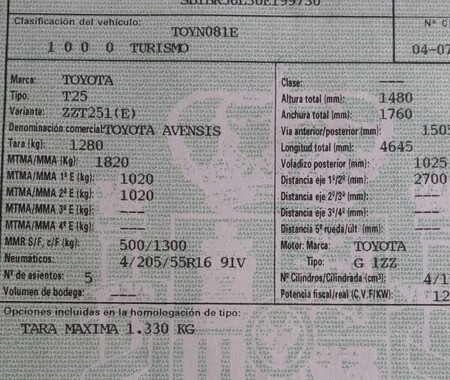 Clasificación del vehículo:
TOYN081E
1 0 0 0 TURISMO
04-07
Marca: TOYOTA
Tipo: T25
Variante: ZZT251(E)
Denominación comercial: TOYOTA AVENSIS
Tara (kg): 1280
MTMA/MMA (Kg): 1820
MTMA/MMA 1º E (kg): 1020
MTMA/MMA 2º E (kg): 1020
MTMA/MMA 3º E (kg): ---
MTMA/MMA 4º E (kg): ---
MMR S/F, c/F (kg): 500/1300
Neumáticos: 4/205/55R16 91V
Nº de asientos: 5
Volumen de bodega: ---
Clase: ---
Altura total (mm): 1480
Anchura total (mm): 1760
Vía anterior/posterior (mm): 1505
Longitud total (mm): 4645
Voladizo posterior (mm): 1025
Distancia eje 1º/2º (mm): 2700
Distancia eje 2º/3º (mm): ---
Distancia eje 3º/4º (mm): ---
Distancia 5ª rueda/últ. (mm): ---
Motor: Marca: TOYOTA
Tipo: G 1ZZ
Nº Cilindros/Cilindrada (cm³): 4/1
Potencia fiscal/real (C.V.F/KW): 12
Opciones incluidas en la homologación de tipo:
TARA MAXIMA 1.330 KG